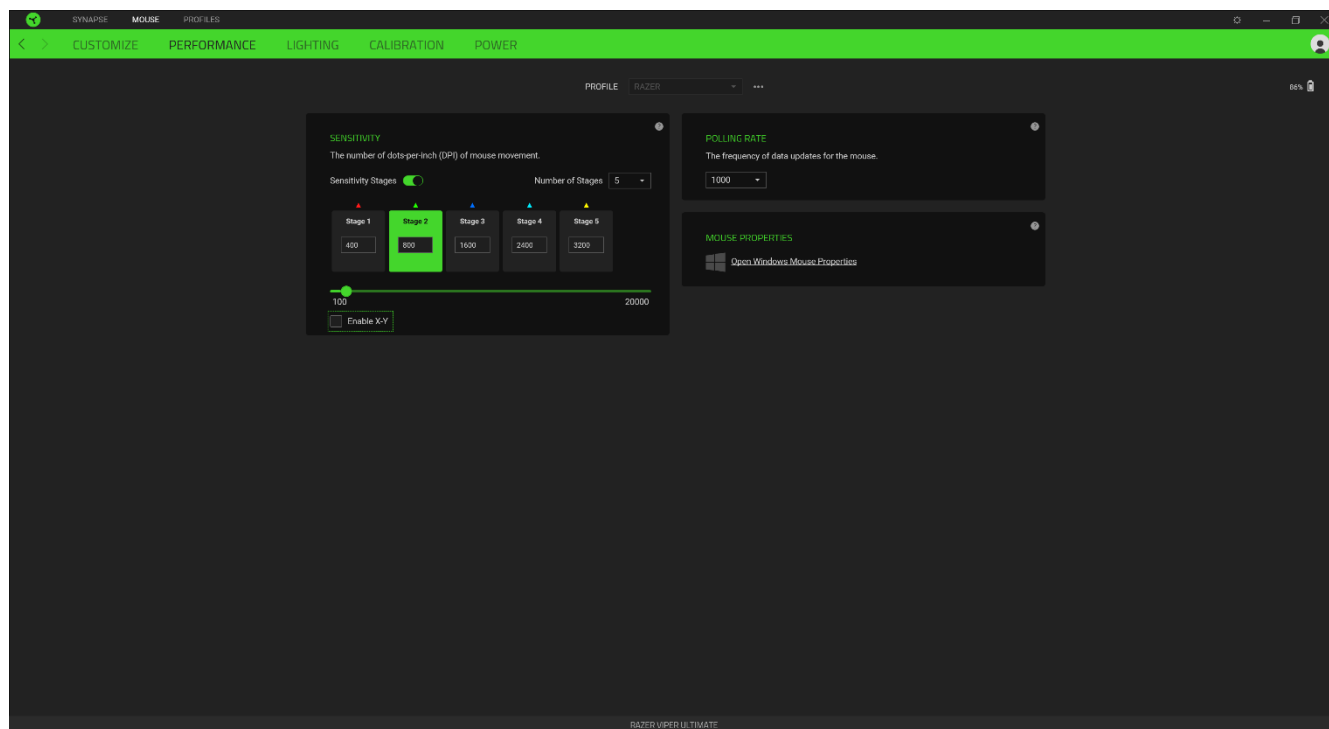 SYNAPSE MOUSE PROFILES
CUSTOMIZE PERFORMANCE LIGHTING CALIBRATION POWER
PROFILE RAZER
86%
SENSITIVITY
The number of dots-per-inch (DPI) of mouse movement.
Sensitivity Stages Number of Stages 5
Stage 1 Stage 2 Stage 3 Stage 4 Stage 5
400 800 1600 2400 3200
100 20000
Enable X-Y
POLLING RATE
The frequency of data updates for the mouse.
1000
MOUSE PROPERTIES
Open Windows Mouse Properties
RAZER VIPER ULTIMATE